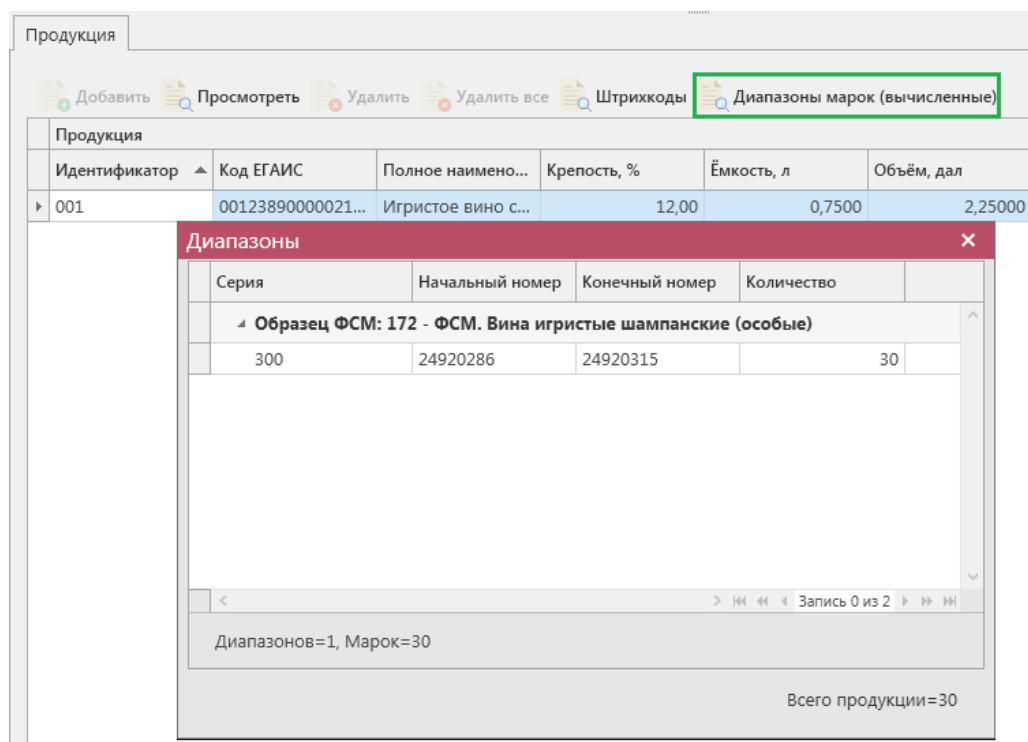 Продукция
Добавить Просмотреть Удалить Удалить все Штрихкоды Диапазоны марок (вычисленные)
Продукция
Идентификатор Код ЕГАИС Полное наимено... Крепость, % Ёмкость, л Объём, дал
001 00123890000021... Игристое вино с... 12,00 0,7500 2,25000
Диапазоны
Серия Начальный номер Конечный номер Количество
Образец ФСМ: 172 - ФСМ. Вина игристые шампанские (особые)
300 24920286 24920315 30
Запись 0 из 2
Диапазонов=1, Марок=30
Всего продукции=30